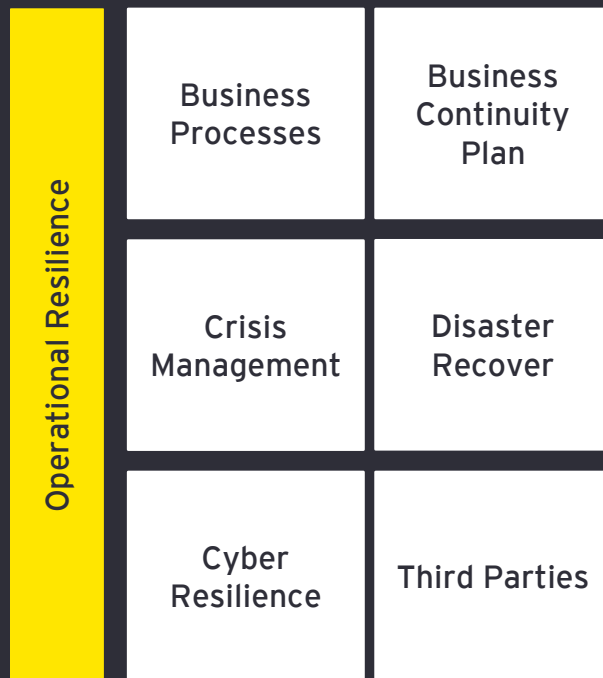 Operational Resilience
Business
Processes
Business
Continuity
Plan
Crisis
Management
Disaster
Recover
Cyber
Resilience
Third Parties